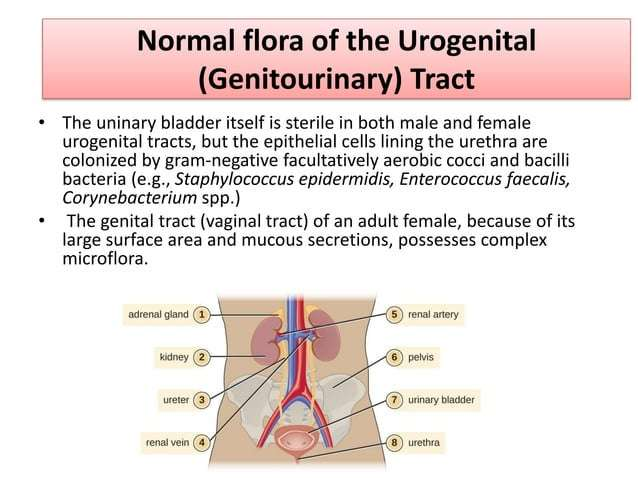 Normal flora of the Urogenital
(Genitourinary) Tract
• The uninary bladder itself is sterile in both male and female
urogenital tracts, but the epithelial cells lining the urethra are
colonized by gram-negative facultatively aerobic cocci and bacilli
bacteria (e.g., Staphylococcus epidermidis, Enterococcus faecalis,
Corynebacterium spp.)
• The genital tract (vaginal tract) of an adult female, because of its
large surface area and mucous secretions, possesses complex
microflora.
adrenal gland 1
5 renal artery
kidney 2
6 pelvis
ureter 3
7 urinary bladder
renal vein 4
8 urethra